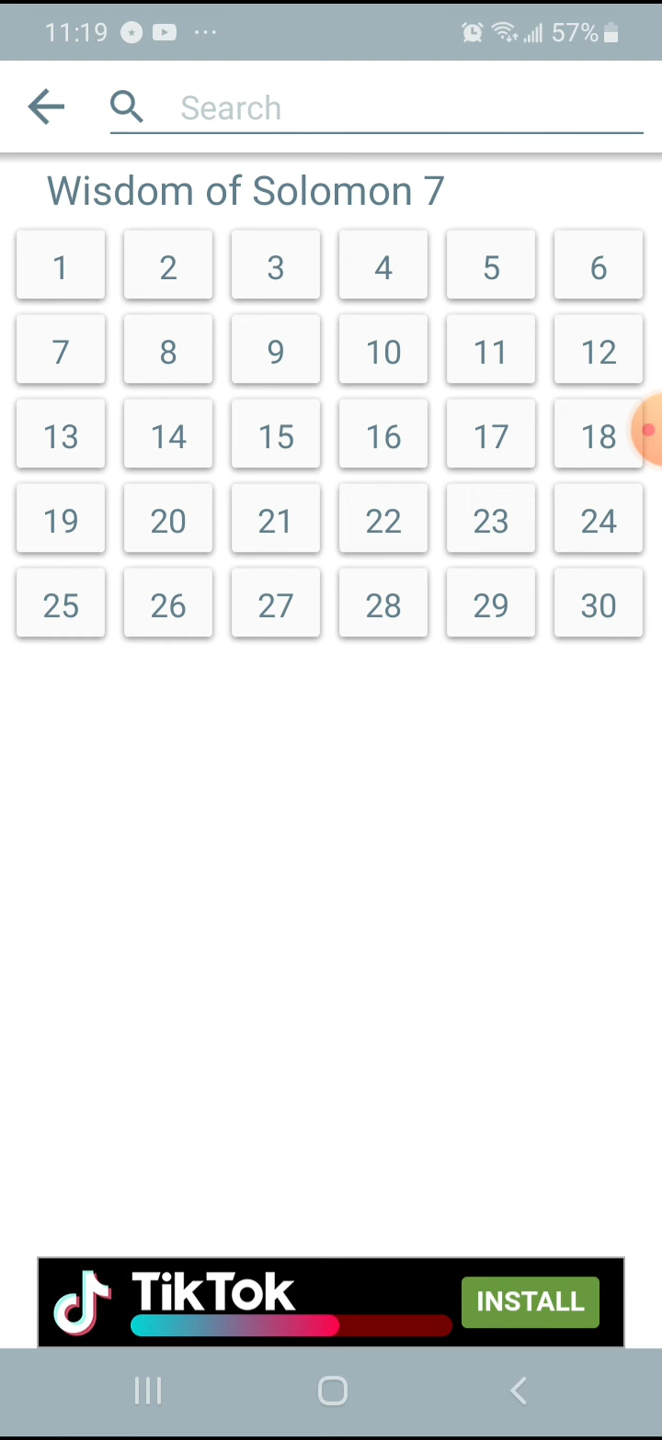 11:19 ... 57%
Search
Wisdom of Solomon 7
1 2 3 4 5 6
7 8 9 10 11 12
13 14 15 16 17 18
19 20 21 22 23 24
25 26 27 28 29 30
TikTok INSTALL